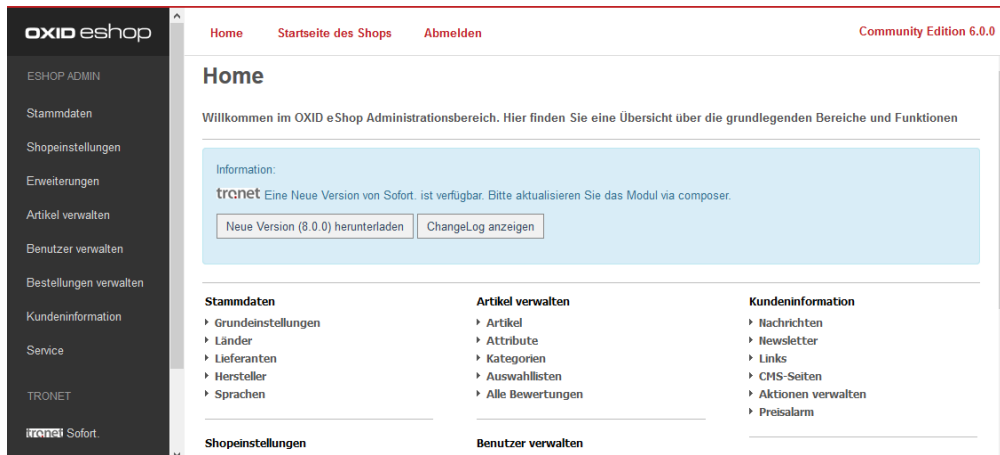 OXID eshop
ESHOP ADMIN
Stammdaten
Shopeinstellungen
Erweiterungen
Artikel verwalten
Benutzer verwalten
Bestellungen verwalten
Kundeninformation
Service
TRONET
tronet Sofort.
Home Startseite des Shops Abmelden Community Edition 6.0.0
Home
Willkommen im OXID eShop Administrationsbereich. Hier finden Sie eine Übersicht über die grundlegenden Bereiche und Funktionen
Information:
tronet Eine Neue Version von Sofort. ist verfügbar. Bitte aktualisieren Sie das Modul via composer.
Neue Version (8.0.0) herunterladen ChangeLog anzeigen
Stammdaten
Grundeinstellungen
Länder
Lieferanten
Hersteller
Sprachen
Shopeinstellungen
Artikel verwalten
Artikel
Attribute
Kategorien
Auswahllisten
Alle Bewertungen
Benutzer verwalten
Kundeninformation
Nachrichten
Newsletter
Links
CMS-Seiten
Aktionen verwalten
Preisalarm